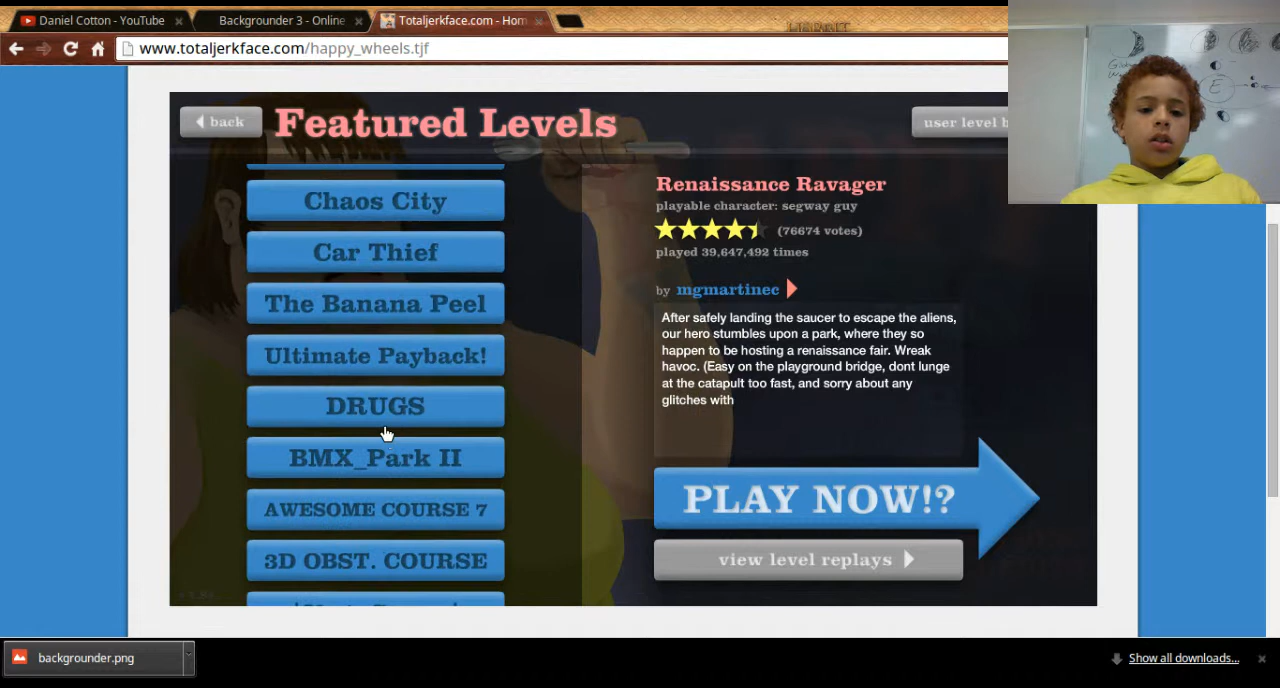 Daniel Cotton - YouTube
Backgrounder 3 - Online
Totaljerkface.com - Hom
www.totaljerkface.com/happy_wheels.tjf
back
Featured Levels
user level b
Chaos City
Car Thief
The Banana Peel
Ultimate Payback!
DRUGS
BMX_Park II
AWESOME COURSE 7
3D OBST. COURSE
Renaissance Ravager
playable character: segway guy
(76674 votes)
played 39,647,492 times
by mgmartinec
After safely landing the saucer to escape the aliens,
our hero stumbles upon a park, where they so
happen to be hosting a renaissance fair. Wreak
havoc. (Easy on the playground bridge, dont lunge
at the catapult too fast, and sorry about any
glitches with
PLAY NOW!?
view level replays
E
backgrounder.png
Show all downloads...